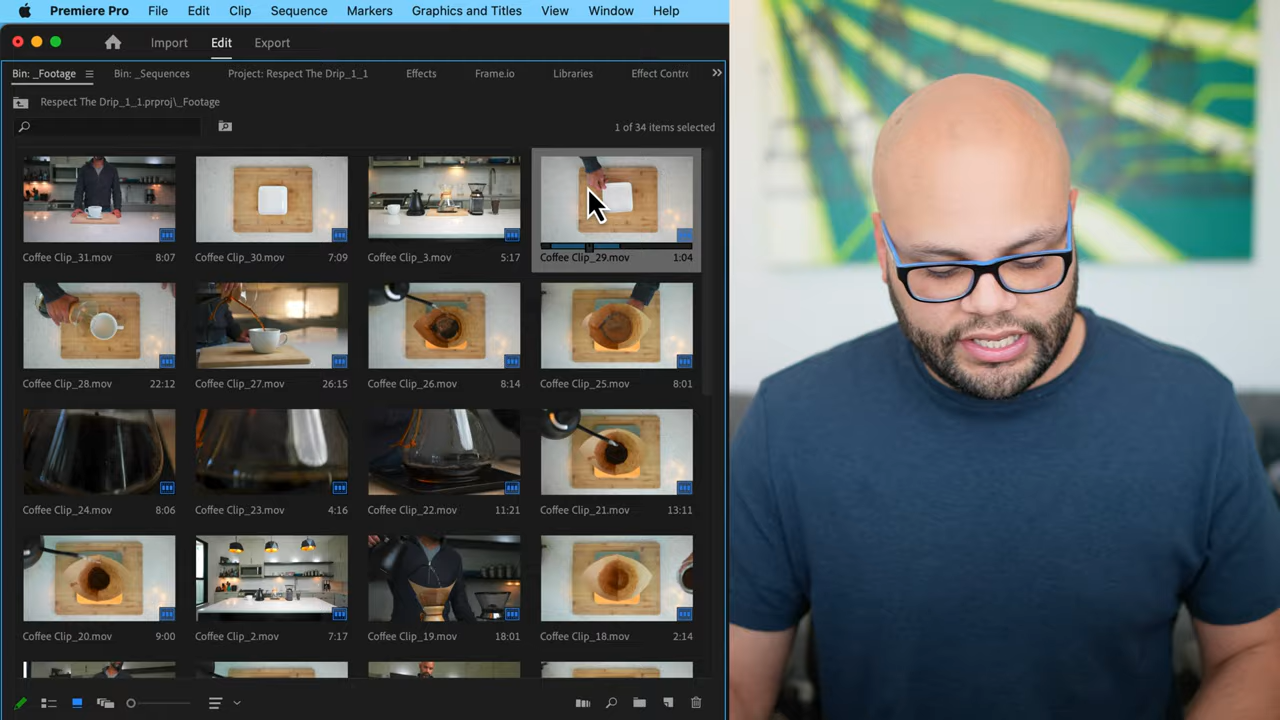 Premiere Pro File Edit Clip Sequence Markers Graphics and Titles View Window Help
Import Edit Export
Bin: _Footage Bin: _Sequences Project: Respect The Drip_1_1 Effects Frame.io Libraries Effect Contro
Respect The Drip_1_1.prproj\_Footage
1 of 34 items selected
Coffee Clip_31.mov 8:07 Coffee Clip_30.mov 7:09 Coffee Clip_3.mov 5:17 Coffee Clip_29.mov 1:04
Coffee Clip_28.mov 22:12 Coffee Clip_27.mov 26:15 Coffee Clip_26.mov 8:14 Coffee Clip_25.mov 8:01
Coffee Clip_24.mov 8:06 Coffee Clip_23.mov 4:16 Coffee Clip_22.mov 11:21 Coffee Clip_21.mov 13:11
Coffee Clip_20.mov 9:00 Coffee Clip_2.mov 7:17 Coffee Clip_19.mov 18:01 Coffee Clip_18.mov 2:14